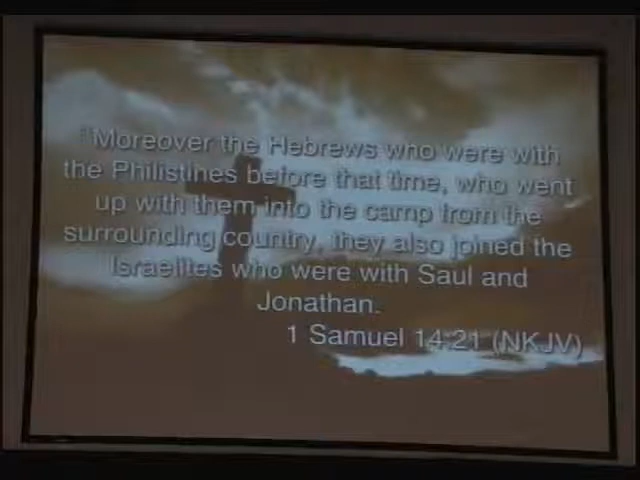 "Moreover the Hebrews who were with
the Philistines before that time, who went
up with them into the camp from the
surrounding country, they also joined the
Israelites who were with Saul and
Jonathan.
1 Samuel 14:21 (NKJV)